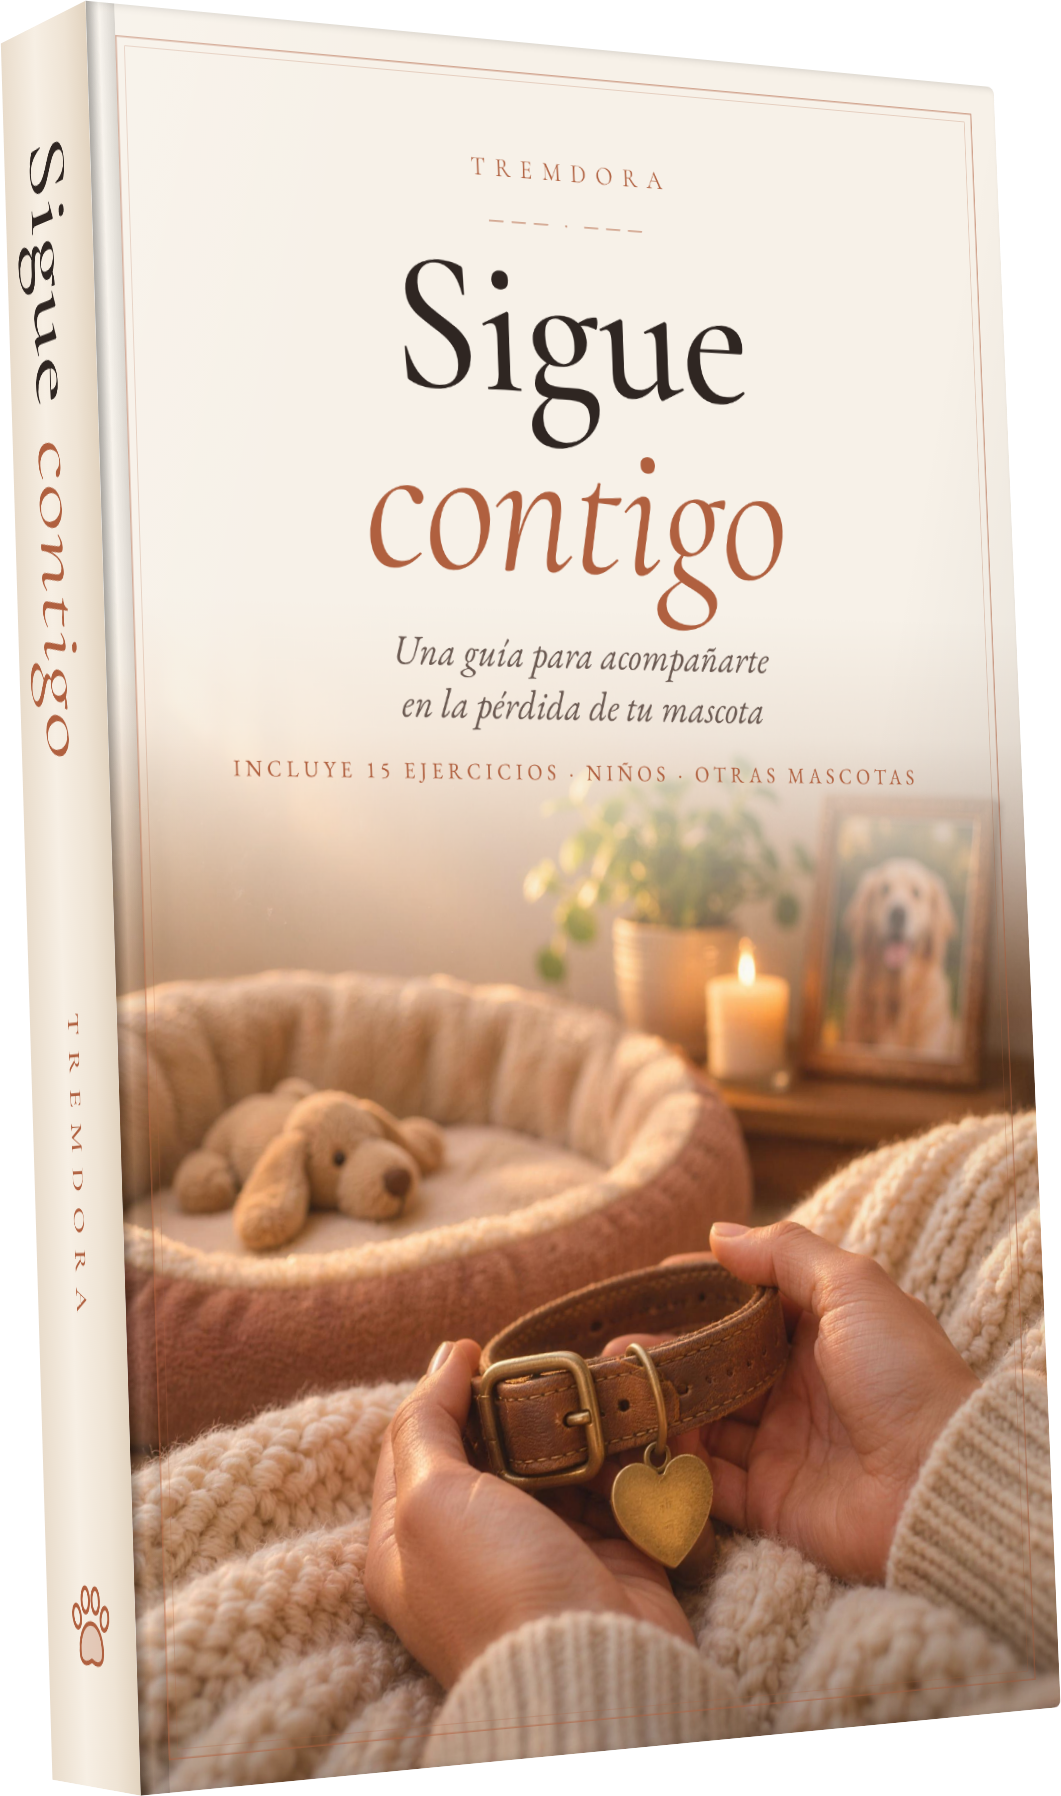 TREMDORA
Sigue
contigo
Una guía para acompañarte
en la pérdida de tu mascota
INCLUYE 15 EJERCICIOS · NIÑOS · OTRAS MASCOTAS
Sigue contigo
TREMDORA